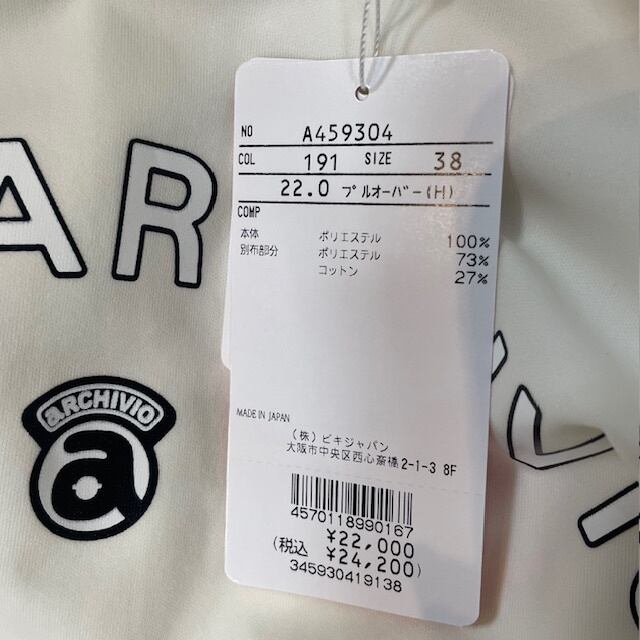 AR
ARCHIVIO
a
NO A459304
COL 191 SIZE 38
22.0 プルオーバー(H)
COMP
本体 ポリエステル 100%
別布部分 ポリエステル 73%
コットン 27%
MADE IN JAPAN
(株)ビキジャパン
大阪市中央区西心斎橋2-1-3 8F
4570118990167
¥22,000
(税込 ¥24,200)
345930419138